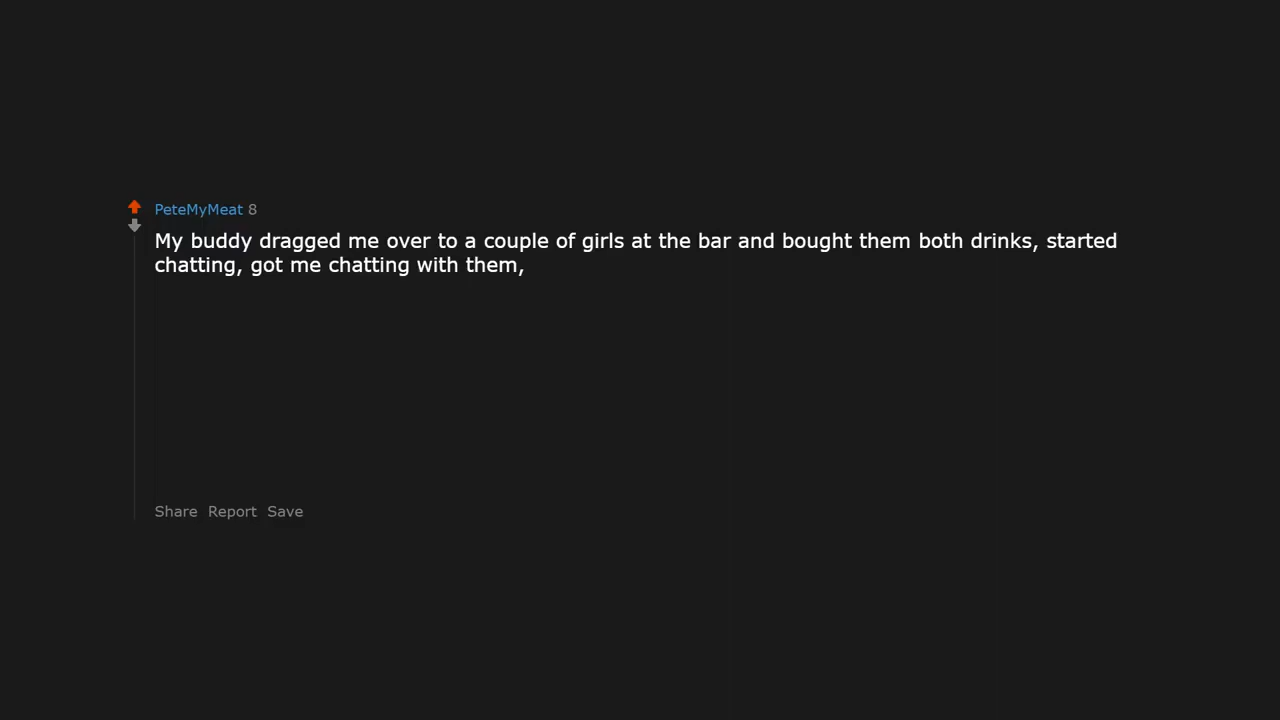 PeteMyMeat 8
My buddy dragged me over to a couple of girls at the bar and bought them both drinks, started
chatting, got me chatting with them,
Share Report Save